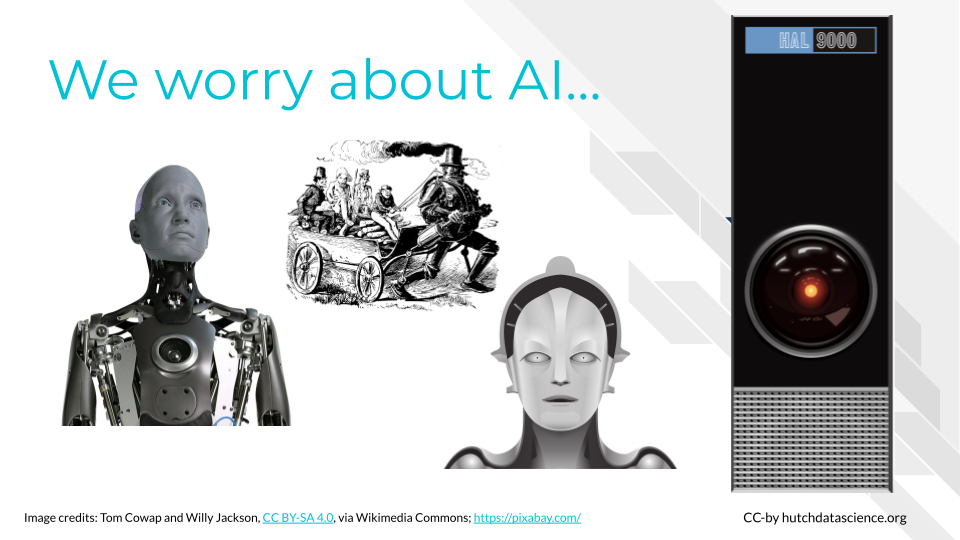 We worry about AI...
HAL 9000
Image credits: Tom Cowap and Willy Jackson, CC BY-SA 4.0, via Wikimedia Commons; https://pixabay.com/
CC-by hutchdatascience.org